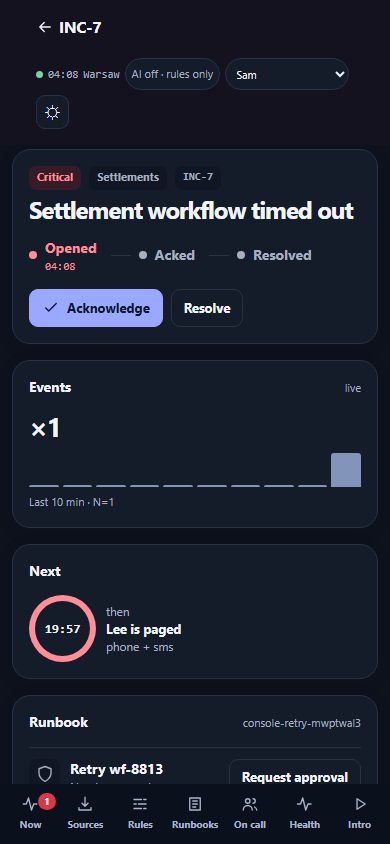 INC-7
04:08 Warsaw
AI off · rules only
Sam
Critical
Settlements
INC-7
Settlement workflow timed out
Opened
04:08
Acked
Resolved
Acknowledge
Resolve
Events
live
×1
Last 10 min · N=1
Next
19:57
then
Lee is paged
phone + sms
Runbook
console-retry-mwptwal3
Retry wf-8813
Request approval
1
Now
Sources
Rules
Runbooks
On call
Health
Intro